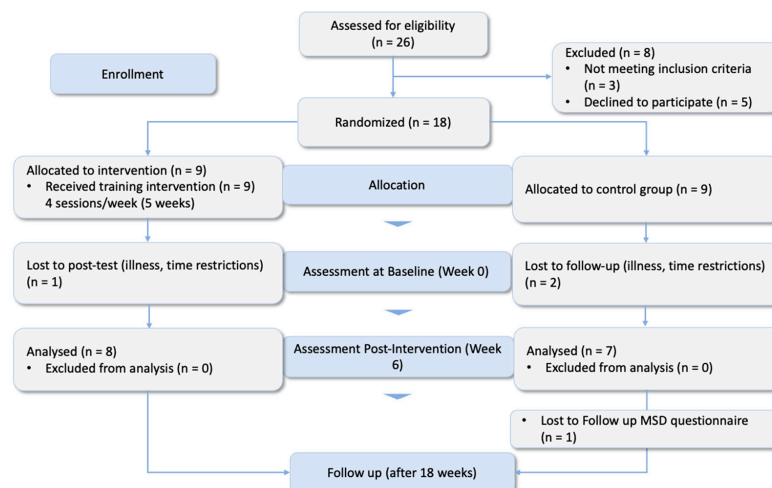 Assessed for eligibility
(n = 26)
Enrollment
Excluded (n = 8)
• Not meeting inclusion criteria
(n = 3)
• Declined to participate (n = 5)
Randomized (n = 18)
Allocated to intervention (n = 9)
• Received training intervention (n = 9)
4 sessions/week (5 weeks)
Allocation
Allocated to control group (n = 9)
Lost to post-test (illness, time restrictions)
(n = 1)
Assessment at Baseline (Week 0)
Lost to follow-up (illness, time restrictions)
(n = 2)
Analysed (n = 8)
• Excluded from analysis (n = 0)
Assessment Post-Intervention (Week
6)
Analysed (n = 7)
• Excluded from analysis (n = 0)
• Lost to Follow up MSD questionnaire
(n = 1)
Follow up (after 18 weeks)